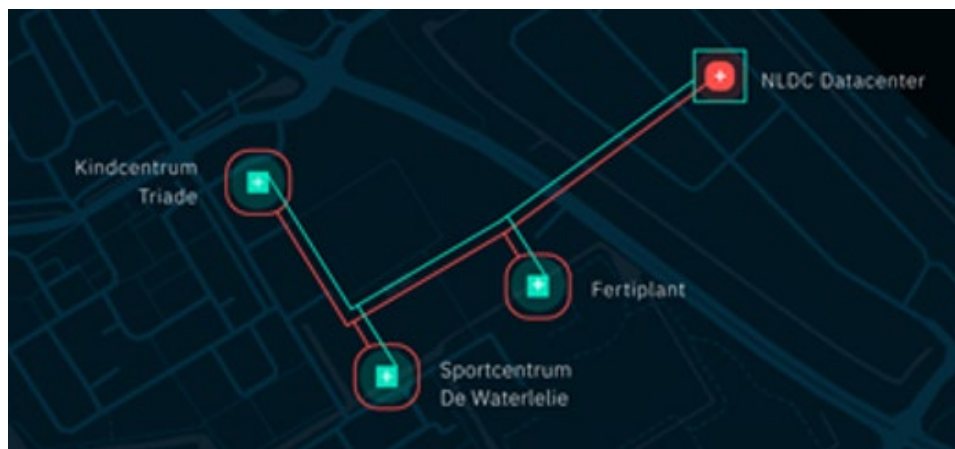 NLDC Datacenter
Kindcentrum
Triade
Fertiplant
Sportcentrum
De Waterlelie